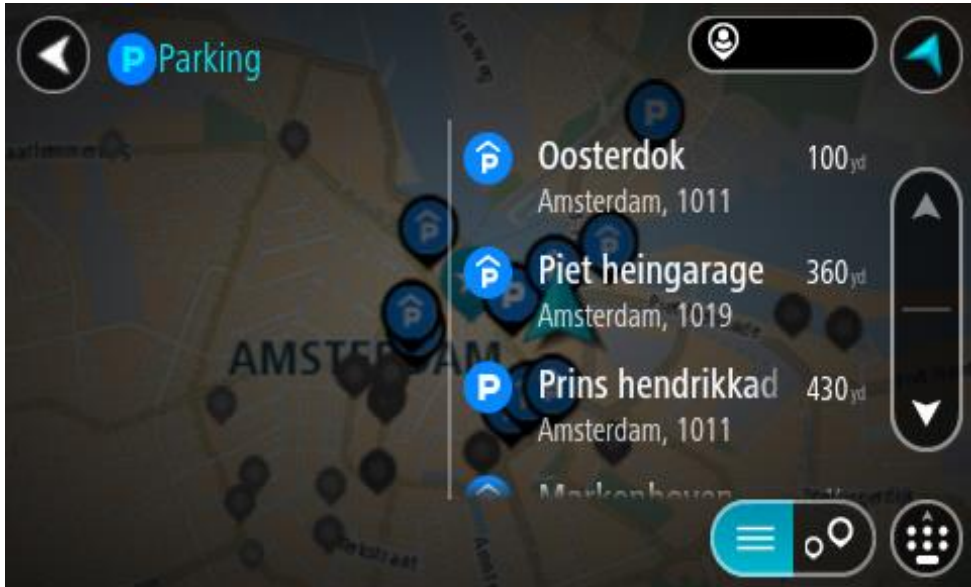 Parking
Oosterdok 100 yd
Amsterdam, 1011
Piet heingarage 360 yd
Amsterdam, 1019
Prins hendrikkad 430 yd
Amsterdam, 1011
Markenhoven
AMSTERDAM